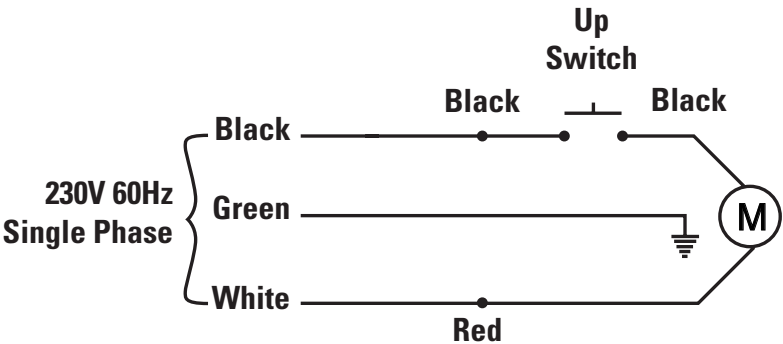 Up
Switch
Black
Black
Black
230V 60Hz
Single Phase
Green
M
White
Red